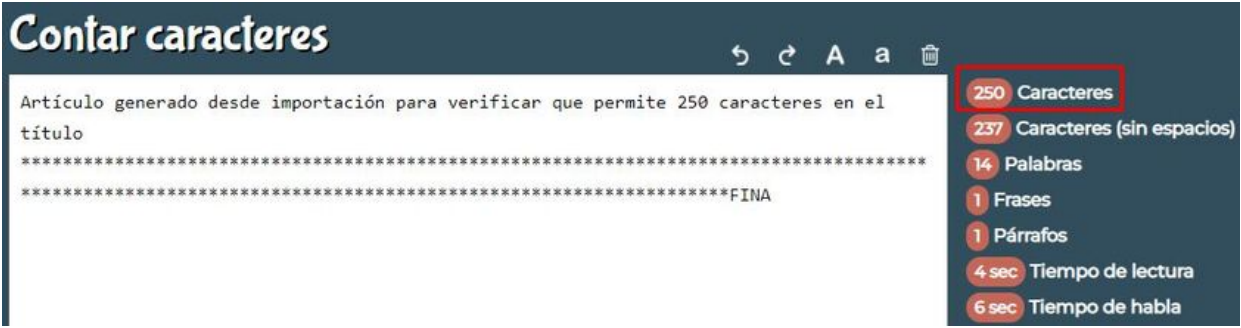 Contar caracteres
A a
Artículo generado desde importación para verificar que permite 250 caracteres en el
título
***************************************************************************************
********************************************************************FINA
250 Caracteres
237 Caracteres (sin espacios)
14 Palabras
1 Frases
1 Párrafos
4 sec Tiempo de lectura
6 sec Tiempo de habla